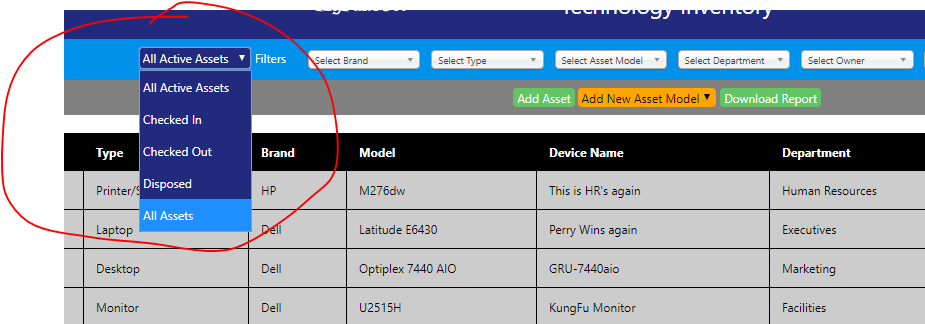 Technology Inventory
All Active Assets ▼ Filters Select Brand Select Type Select Asset Model Select Department Select Owner
All Active Assets
Checked In
Checked Out
Disposed
All Assets
Add Asset Add New Asset Model ▼ Download Report
Type Brand Model Device Name Department
Printer/S HP M276dw This is HR's again Human Resources
Laptop Dell Latitude E6430 Perry Wins again Executives
Desktop Dell Optiplex 7440 AIO GRU-7440aio Marketing
Monitor Dell U2515H KungFu Monitor Facilities